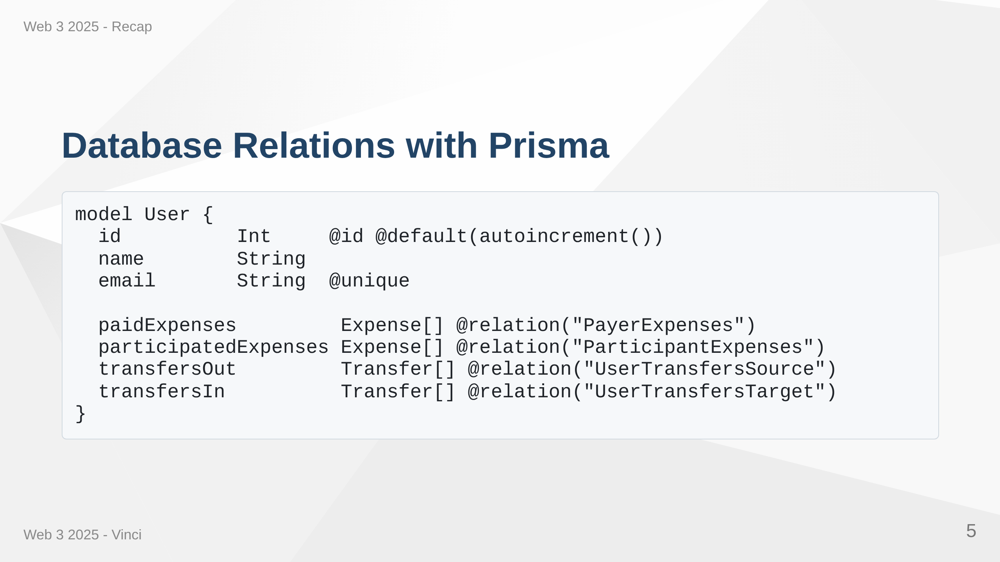 Web 3 2025 - Recap
Database Relations with Prisma
model User {
  id          Int     @id @default(autoincrement())
  name        String
  email       String  @unique

  paidExpenses         Expense[] @relation("PayerExpenses")
  participatedExpenses Expense[] @relation("ParticipantExpenses")
  transfersOut         Transfer[] @relation("UserTransfersSource")
  transfersIn          Transfer[] @relation("UserTransfersTarget")
}
Web 3 2025 - Vinci
5